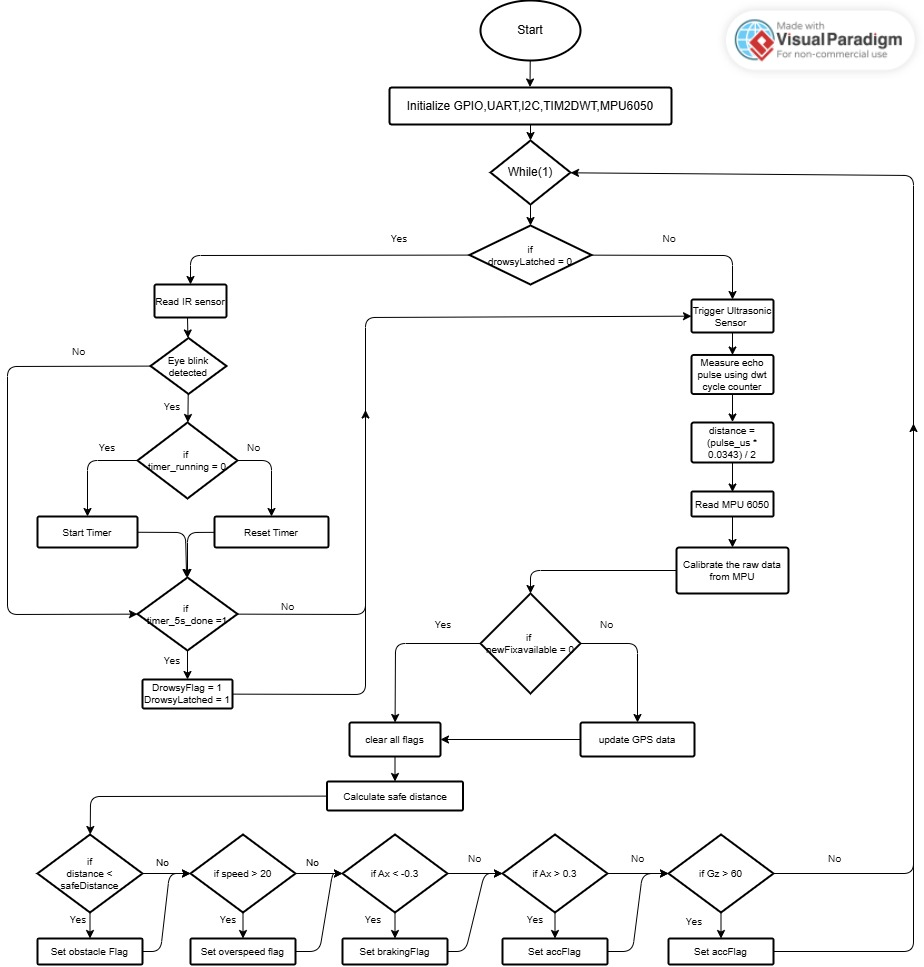 Made with
Visual Paradigm
For non-commercial use
Start
Initialize GPIO,UART,I2C,TIM2DWT,MPU6050
While(1)
Yes
if
drowsyLatched = 0
No
Read IR sensor
Trigger Ultrasonic
Sensor
No
Eye blink
detected
Measure echo
pulse using dwt
cycle counter
Yes
Yes
if
timer_running = 0
No
distance =
(pulse_us *
0.0343) / 2
Read MPU 6050
Start Timer
Reset Timer
Calibrate the raw data
from MPU
if
timer_5s_done =1
No
Yes
if
newFixavailable = 0
No
Yes
DrowsyFlag = 1
DrowsyLatched = 1
clear all flags
update GPS data
Calculate safe distance
if
distance <
safeDistance
No
if speed > 20
No
if Ax < -0.3
No
if Ax > 0.3
No
if Gz > 60
No
Yes
Yes
Yes
Yes
Yes
Set obstacle Flag
Set overspeed flag
Set brakingFlag
Set accFlag
Set accFlag